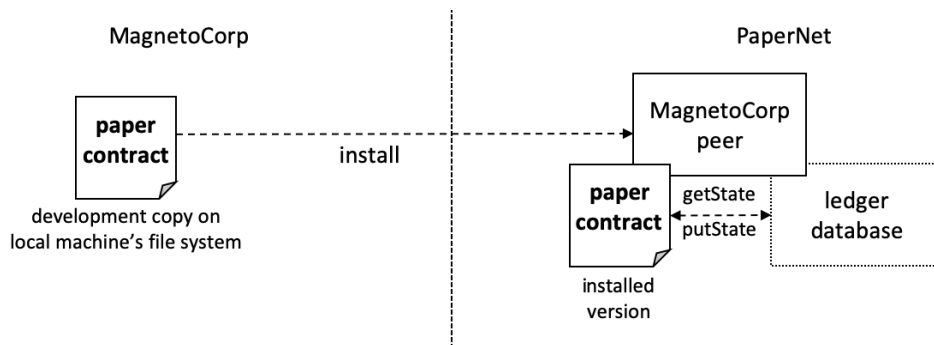 MagnetoCorp
PaperNet
paper
contract
development copy on
local machine's file system
install
MagnetoCorp
peer
paper
contract
installed
version
getState
putState
ledger
database